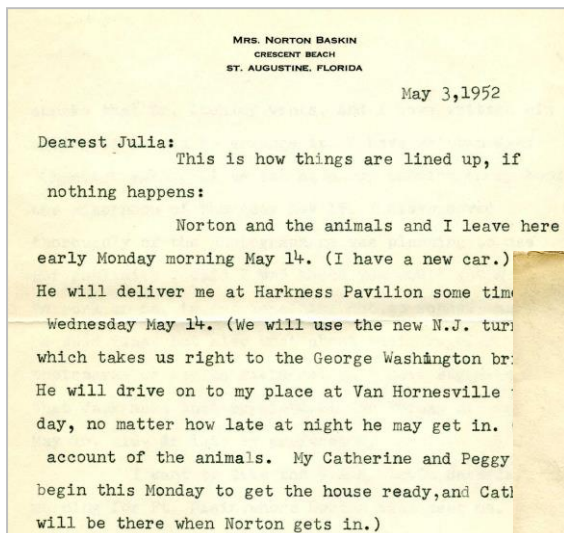 MRS. NORTON BASKIN
CRESCENT BEACH
ST. AUGUSTINE, FLORIDA
May 3,1952
Dearest Julia:
This is how things are lined up, if
nothing happens:
Norton and the animals and I leave here
early Monday morning May 14. (I have a new car.)
He will deliver me at Harkness Pavilion some
Wednesday May 14. (We will use the new N.J.
which takes us right to the George Washington
He will drive on to my place at Van Hornesville
day, no matter how late at night he may get in.
account of the animals. My Catherine and Peggy
begin this Monday to get the house ready,and
will be there when Norton gets in.)